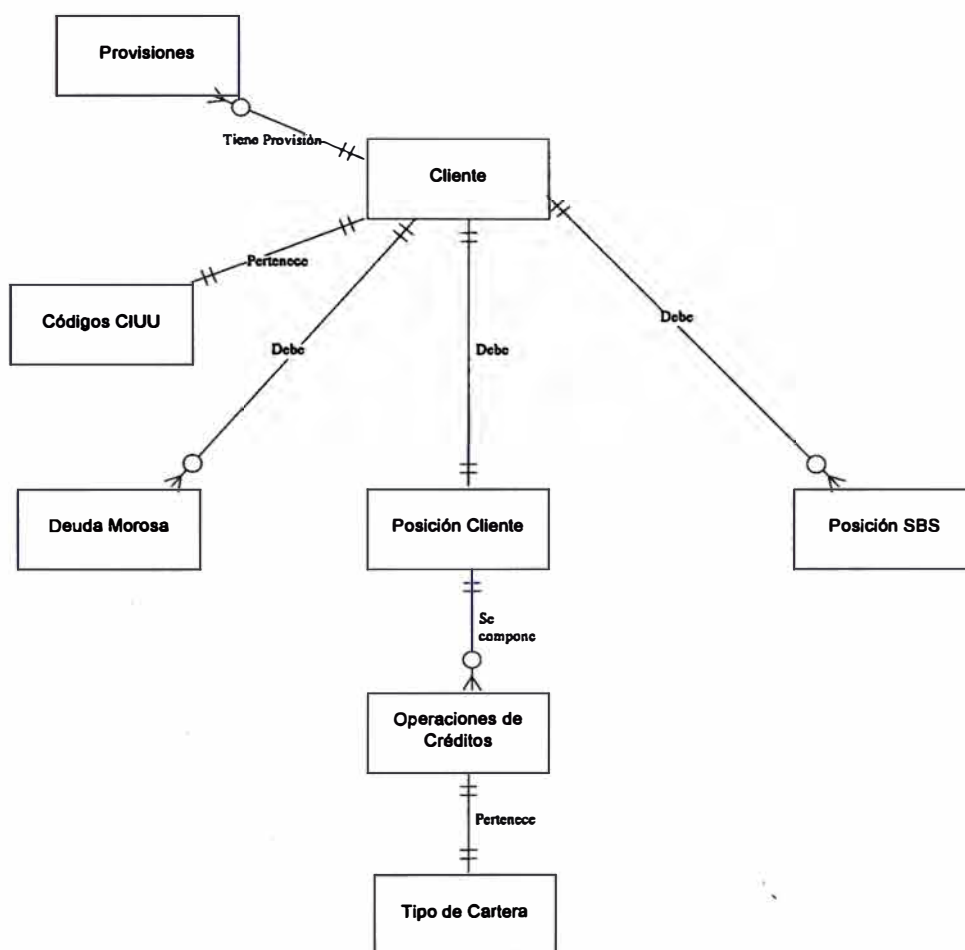 Provisiones
Tiene Provisión
Cliente
Pertenece
Códigos CIUU
Debe
Debe
Debe
Deuda Morosa
Posición Cliente
Posición SBS
Se
compone
Operaciones de
Créditos
Pertenece
Tipo de Cartera